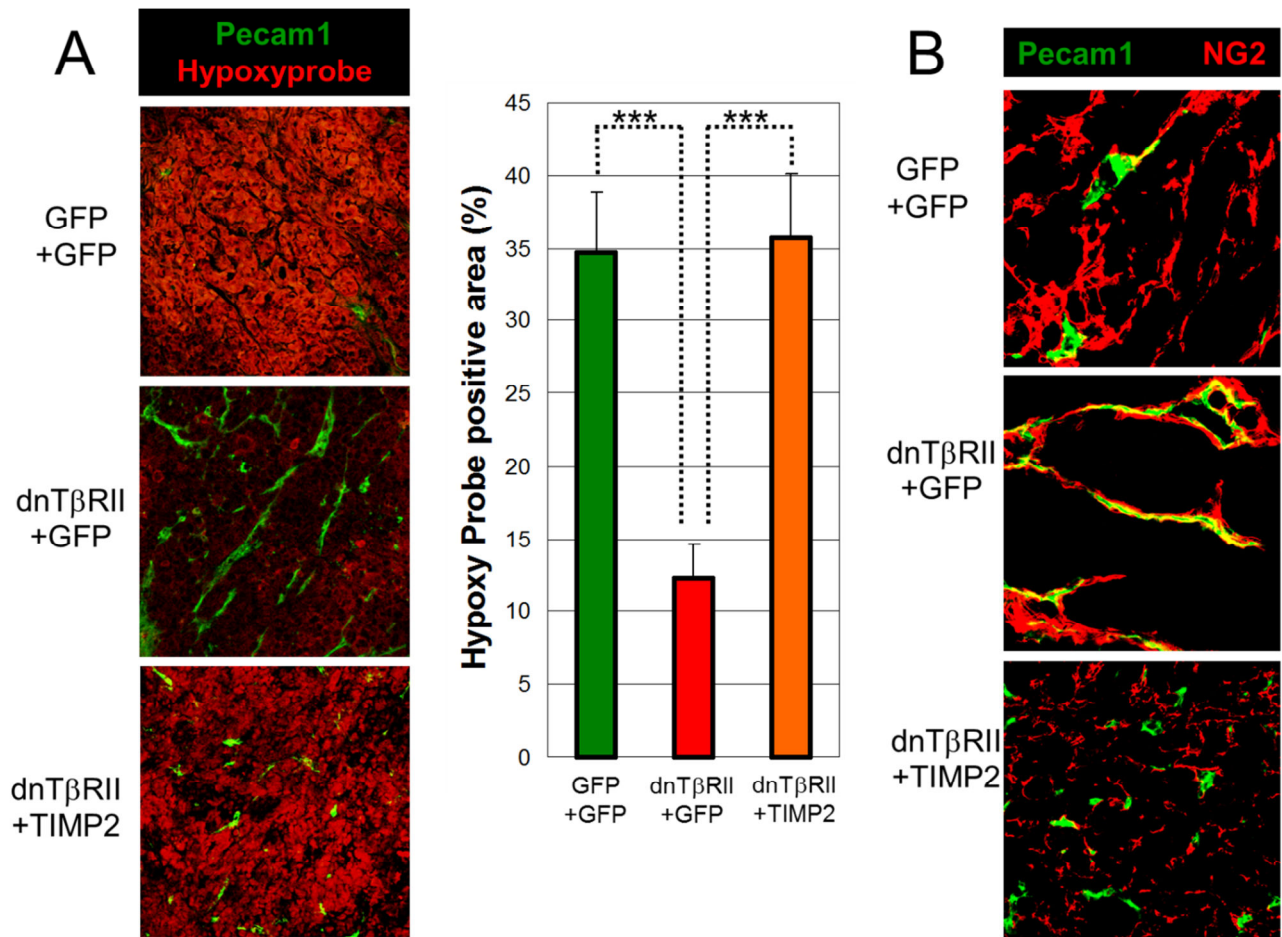 A
Pecam1
Hypoxyprobe
GFP
+GFP
dnTβRII
+GFP
dnTβRII
+TIMP2
Hypoxy Probe positive area (%)
45
40
35
30
25
20
15
10
5
0
***
***
GFP
+GFP
dnTβRII
+GFP
dnTβRII
+TIMP2
B
Pecam1 NG2
GFP
+GFP
dnTβRII
+GFP
dnTβRII
+TIMP2